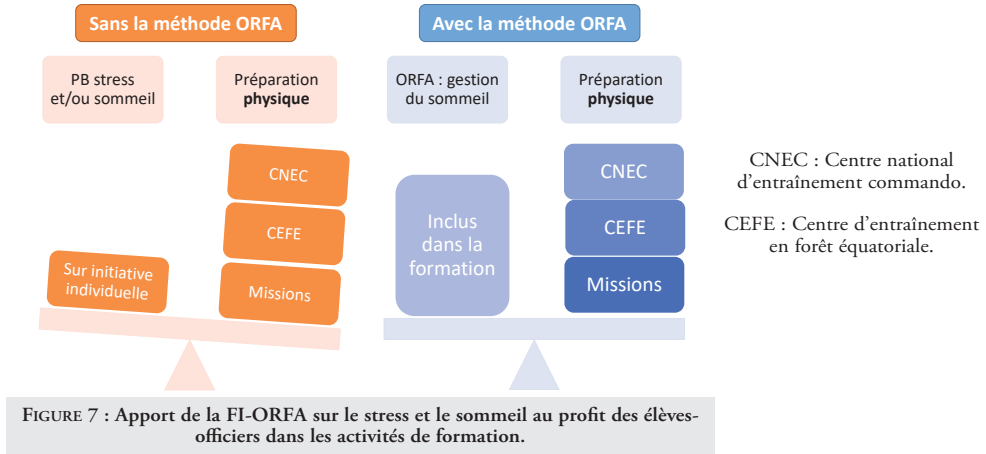 Sans la méthode ORFA
Avec la méthode ORFA
PB stress
et/ou sommeil
Préparation
physique
ORFA : gestion
du sommeil
Préparation
physique
CNEC
CEFE
Missions
Sur initiative
individuelle
Inclus
dans la
formation
CNEC
CEFE
Missions
CNEC : Centre national
d’entraînement commando.
CEFE : Centre d’entraînement
en forêt équatoriale.
FIGURE 7 : Apport de la FI-ORFA sur le stress et le sommeil au profit des élèves-
officiers dans les activités de formation.